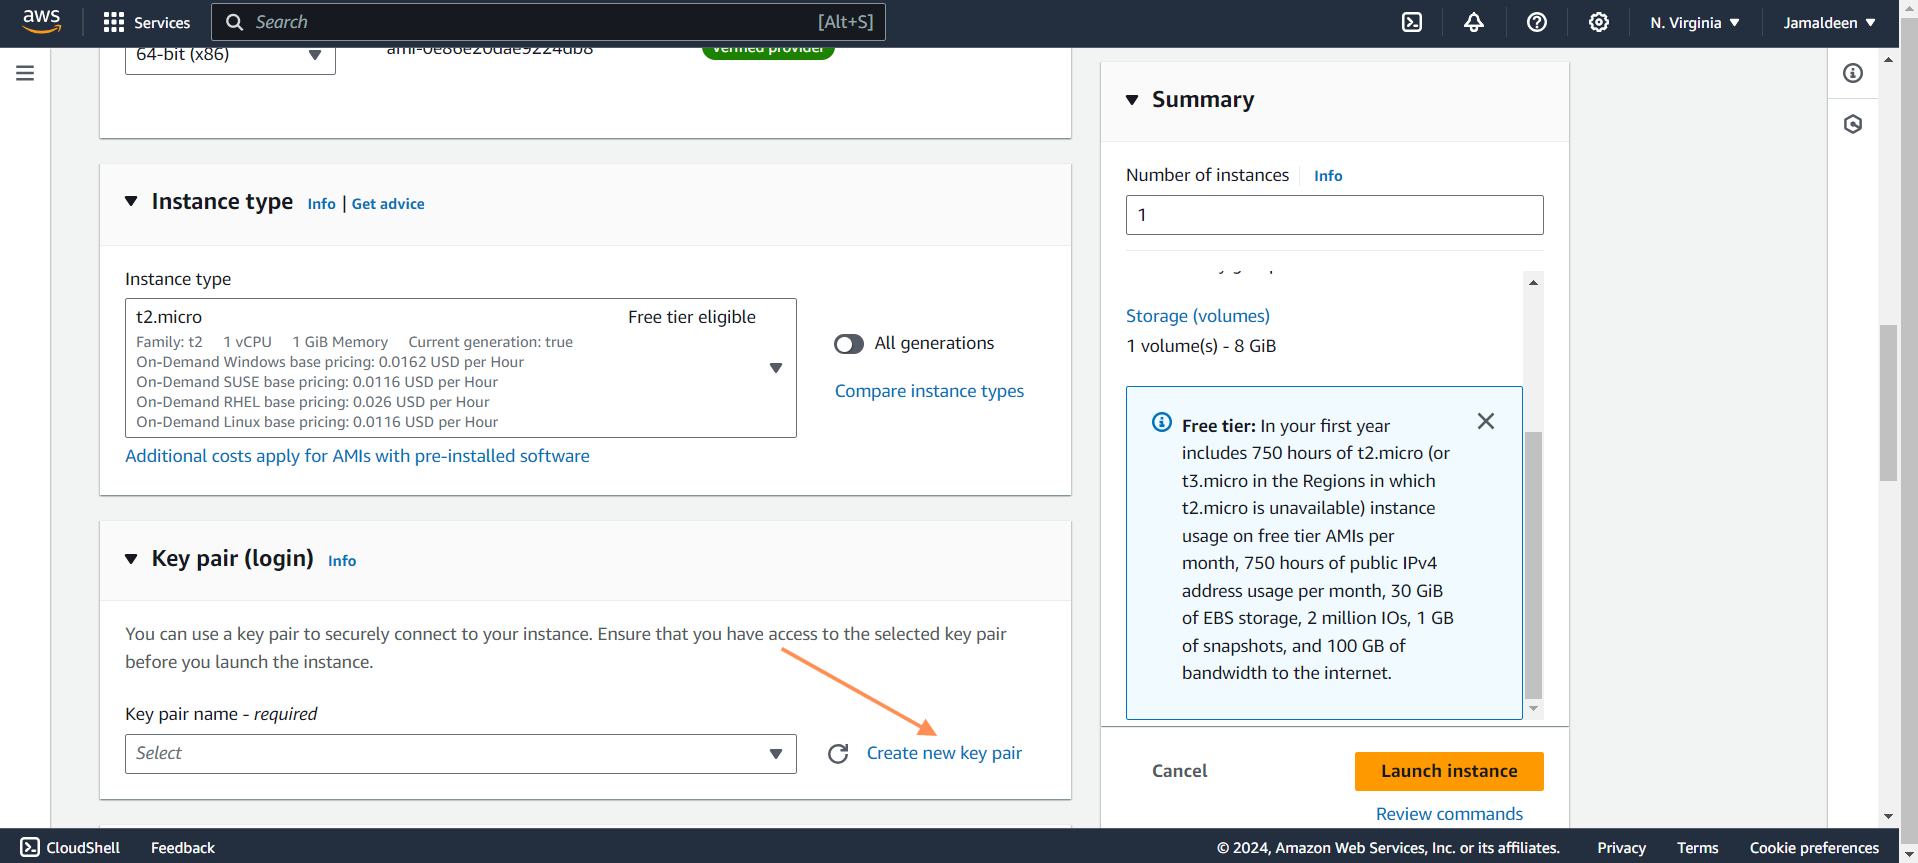 aws
Services
Search
[Alt+S]
N. Virginia
Jamaldeen
64-bit (x86)
ami-0e86e20dae9224db8
Verified provider
Instance type Info | Get advice
Instance type
t2.micro
Free tier eligible
Family: t2 1 vCPU 1 GiB Memory Current generation: true
On-Demand Windows base pricing: 0.0162 USD per Hour
On-Demand SUSE base pricing: 0.0116 USD per Hour
On-Demand RHEL base pricing: 0.026 USD per Hour
On-Demand Linux base pricing: 0.0116 USD per Hour
All generations
Compare instance types
Additional costs apply for AMIs with pre-installed software
Key pair (login) Info
You can use a key pair to securely connect to your instance. Ensure that you have access to the selected key pair
before you launch the instance.
Key pair name - required
Select
Create new key pair
Summary
Number of instances Info
1
Storage (volumes)
1 volume(s) - 8 GiB
Free tier: In your first year
includes 750 hours of t2.micro (or
t3.micro in the Regions in which
t2.micro is unavailable) instance
usage on free tier AMIs per
month, 750 hours of public IPv4
address usage per month, 30 GiB
of EBS storage, 2 million IOs, 1 GB
of snapshots, and 100 GB of
bandwidth to the internet.
Cancel
Launch instance
Review commands
CloudShell
Feedback
© 2024, Amazon Web Services, Inc. or its affiliates.
Privacy
Terms
Cookie preferences